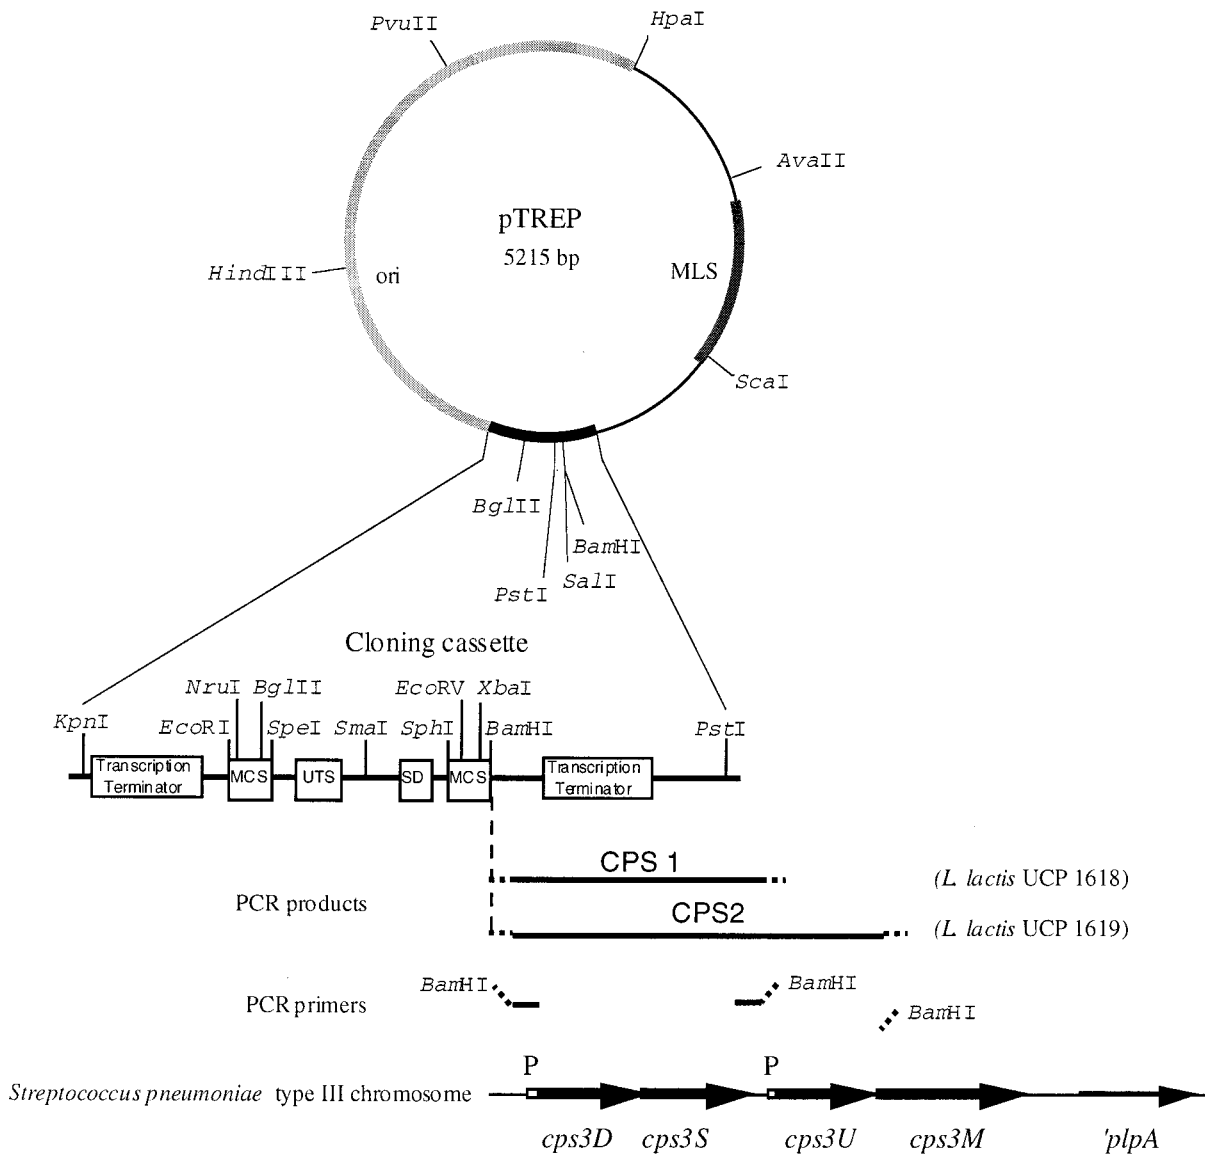 PvuII
HpaI
AvaII
pTREP
5215 bp
HindIII
ori
MLS
ScaI
BglII
BamHI
SalI
PstI
Cloning cassette
NruI BglII EcoRV XbaI
KpnI EcoRI SpeI SmaI SphI BamHI PstI
Transcription Terminator
MCS
UTS
SD
MCS
Transcription Terminator
CPS 1
(L. lactis UCP 1618)
PCR products
CPS2
(L. lactis UCP 1619)
BamHI
BamHI
PCR primers
BamHI
P P
Streptococcus pneumoniae type III chromosome
cps3D cps3S cps3U cps3M 'plpA